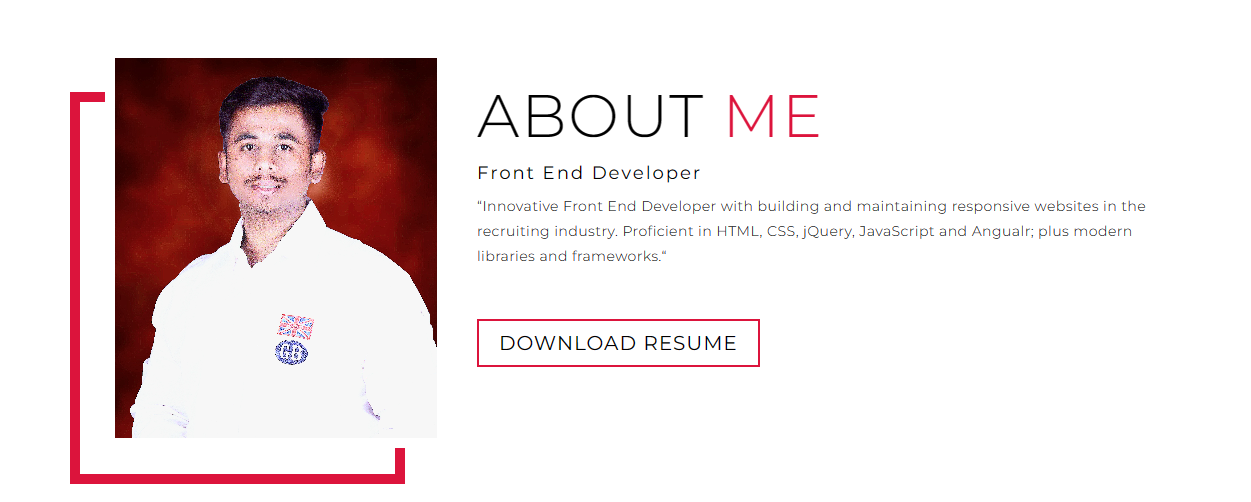 ABOUT ME
Front End Developer
“Innovative Front End Developer with building and maintaining responsive websites in the
recruiting industry. Proficient in HTML, CSS, jQuery, JavaScript and Angualr; plus modern
libraries and frameworks.“
DOWNLOAD RESUME